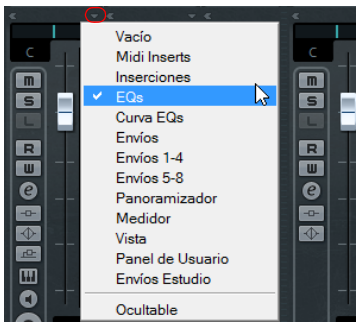 C
C
m
S
L
R
W
e
m
S
L
R
W
e
Vacío
Midi Inserts
Inserciones
EQs
Curva EQs
Envíos
Envíos 1-4
Envíos 5-8
Panoramizador
Medidor
Vista
Panel de Usuario
Envíos Estudio
Ocultable